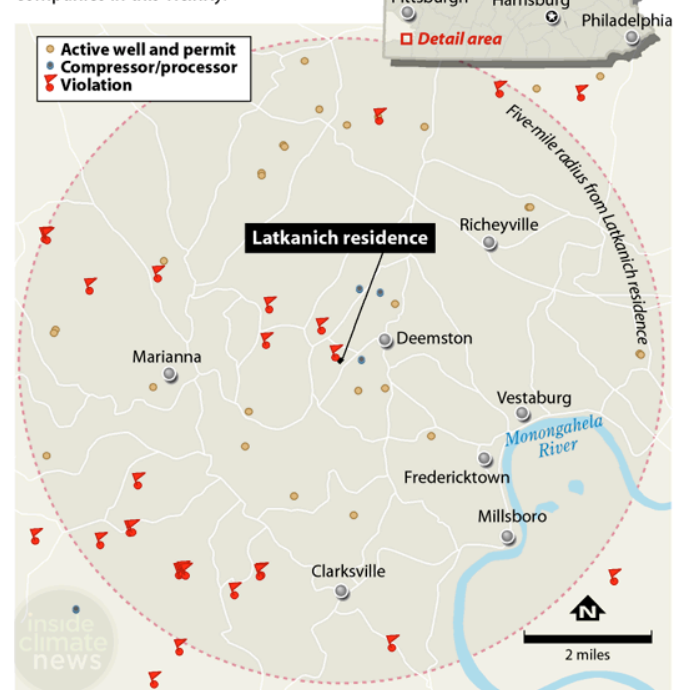 Pittsburgh
Harrisburg
Philadelphia
Detail area
Active well and permit
Compressor/processor
Violation
Five-mile radius from Latkanich residence
Richeyville
Latkanich residence
Deemston
Marianna
Vestaburg
Monongahela
River
Fredericktown
Millsboro
Clarksville
N
2 miles
inside
climate
news